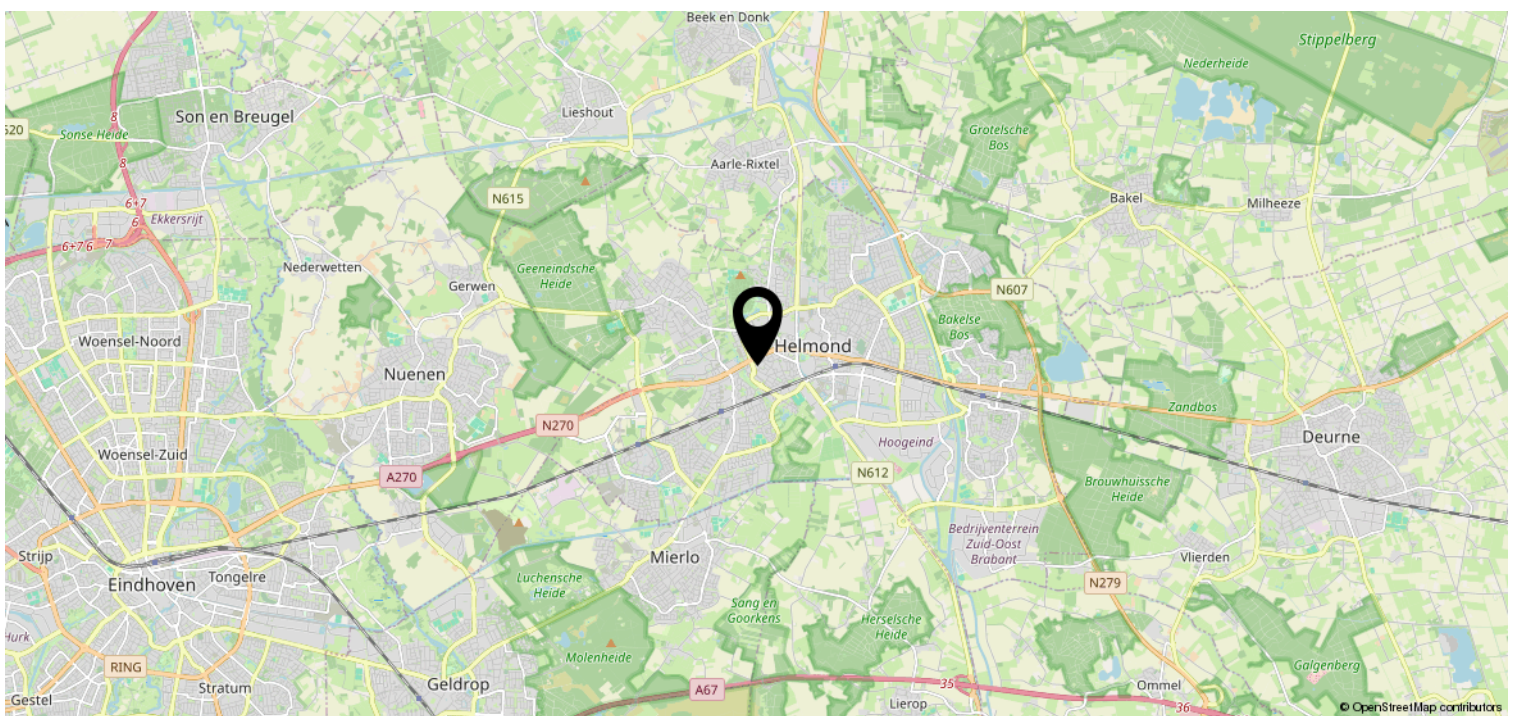 Beek en Donk
Stippelberg
Nederheide
8
Son en Breugel
Lieshout
S20
Sonse Heide
Grotelsche
Bos
8
Aarle-Rixtel
N615
Bakel
Milheeze
6+7
6
Ekkersrijt
6+7 6
7
Nederwetten
Geeneindsche
Heide
Gerwen
N607
Bakelse
Bos
Woensel-Noord
Helmond
Nuenen
Zandbos
N270
Deurne
Hoogeind
Woensel-Zuid
A270
N612
Brouwhuissche
Heide
Bedrijventerrein
Zuid-Oost
Brabant
Strijp
Mierlo
Vlierden
Eindhoven
Tongelre
Luchensche
Heide
N279
Sang en
Goorkens
Herselsche
Heide
Hurk
Molenheide
RING
Galgenberg
Geldrop
35
Ommel
Stratum
A67
Gestel
Lierop
36
© OpenStreetMap contributors